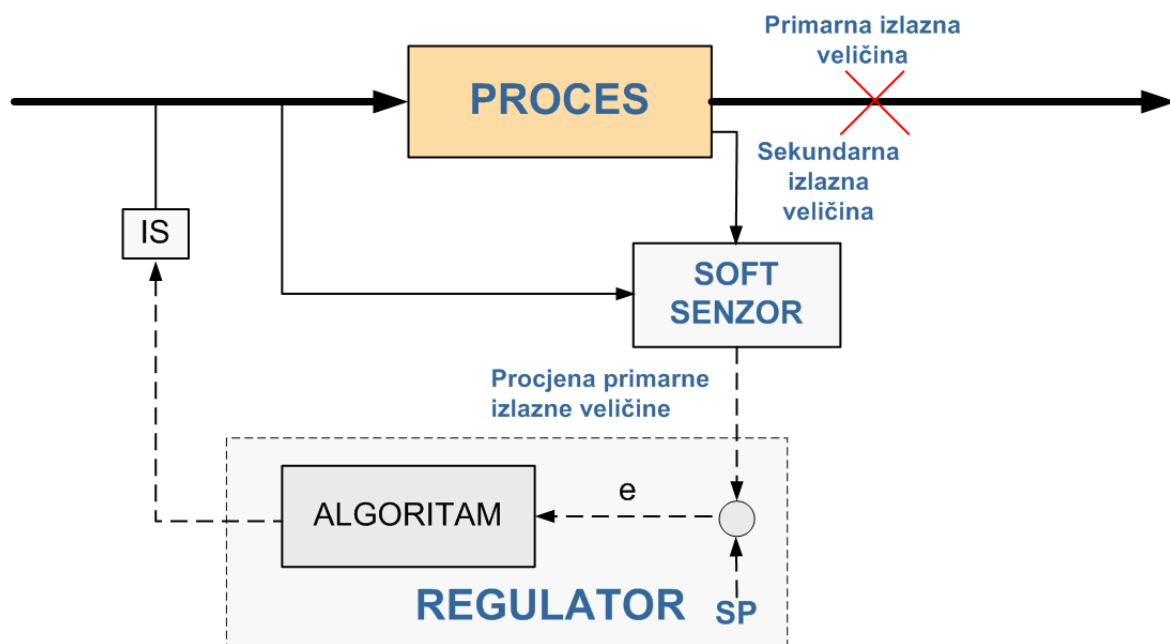 Primarna izlazna
veličina
PROCES
Sekundarna
izlazna
veličina
IS
SOFT
SENZOR
Procjena primarne
izlazne veličine
e
ALGORITAM
REGULATOR
SP